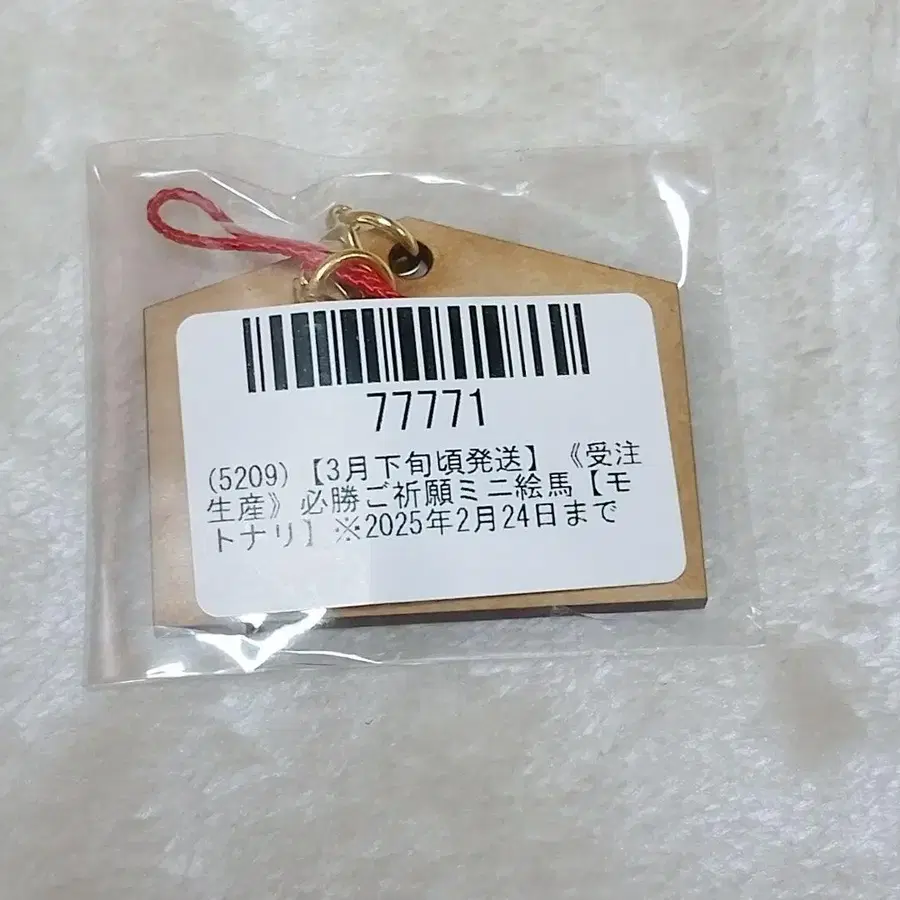 77771
(5209)【3月下旬頃発送】《受注
生産》必勝ご祈願ミニ絵馬【モ
トナリ】※2025年2月24日まで